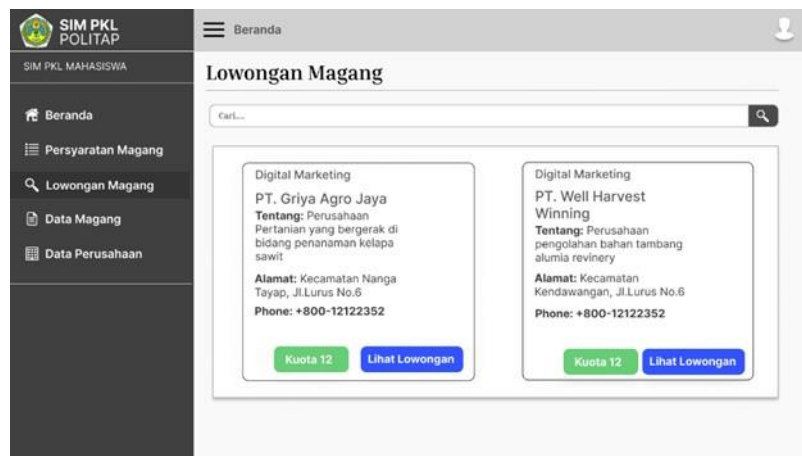 SIM PKL
POLITAP
SIM PKL MAHASISWA
Beranda
Persyaratan Magang
Lowongan Magang
Data Magang
Data Perusahaan
Beranda
Lowongan Magang
Cari....
Digital Marketing
PT. Griya Agro Jaya
Tentang: Perusahaan
Pertanian yang bergerak di
bidang penanaman kelapa
sawit
Alamat: Kecamatan Nanga
Tayap, Jl.Lurus No.6
Phone: +800-12122352
Kuota 12
Lihat Lowongan
Digital Marketing
PT. Well Harvest
Winning
Tentang: Perusahaan
pengolahan bahan tambang
alumia revinery
Alamat: Kecamatan
Kendawangan, Jl.Lurus No.6
Phone: +800-12122352
Kuota 12
Lihat Lowongan